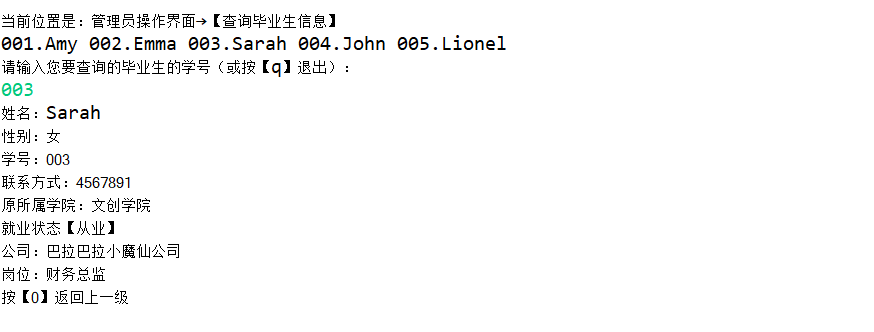 当前位置是：管理员操作界面→【查询毕业生信息】
001.Amy 002.Emma 003.Sarah 004.John 005.Lionel
请输入您要查询的毕业生的学号（或按【q】退出）：
003
姓名：Sarah
性别：女
学号：003
联系方式：4567891
原所属学院：文创学院
就业状态【从业】
公司：巴拉巴拉小魔仙公司
岗位：财务总监
按【0】返回上一级